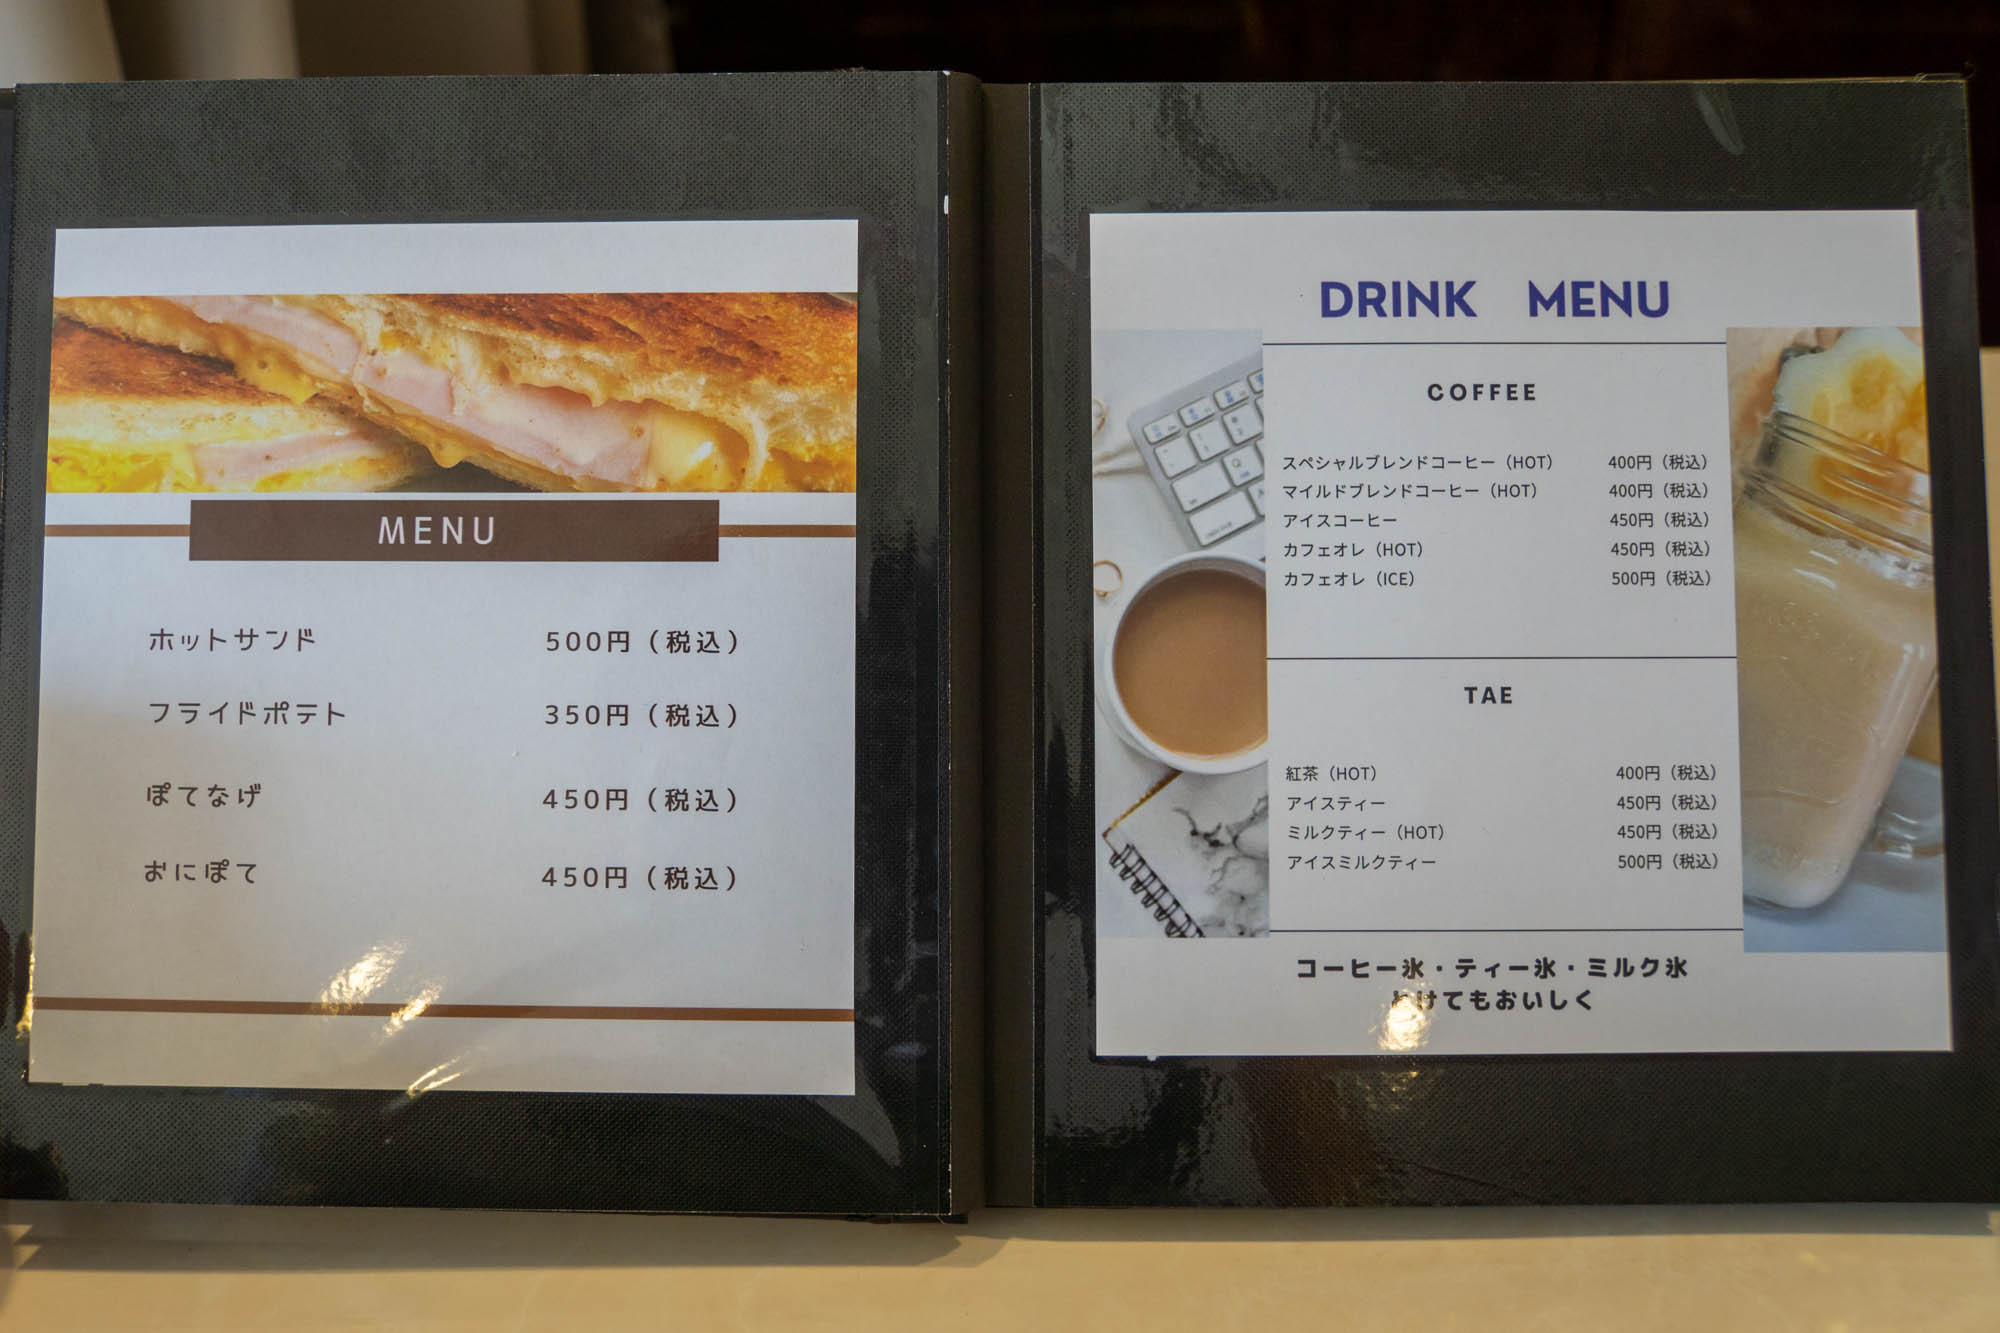 MENU
ホットサンド 500円（税込）
フライドポテト 350円（税込）
ぽてなげ 450円（税込）
おにぽて 450円（税込）
DRINK MENU
COFFEE
スペシャルブレンドコーヒー（HOT） 400円（税込）
マイルドブレンドコーヒー（HOT） 400円（税込）
アイスコーヒー 450円（税込）
カフェオレ（HOT） 450円（税込）
カフェオレ（ICE） 500円（税込）
TAE
紅茶（HOT） 400円（税込）
アイスティー 450円（税込）
ミルクティー（HOT） 450円（税込）
アイスミルクティー 500円（税込）
コーヒー氷・ティー氷・ミルク氷
とけてもおいしく